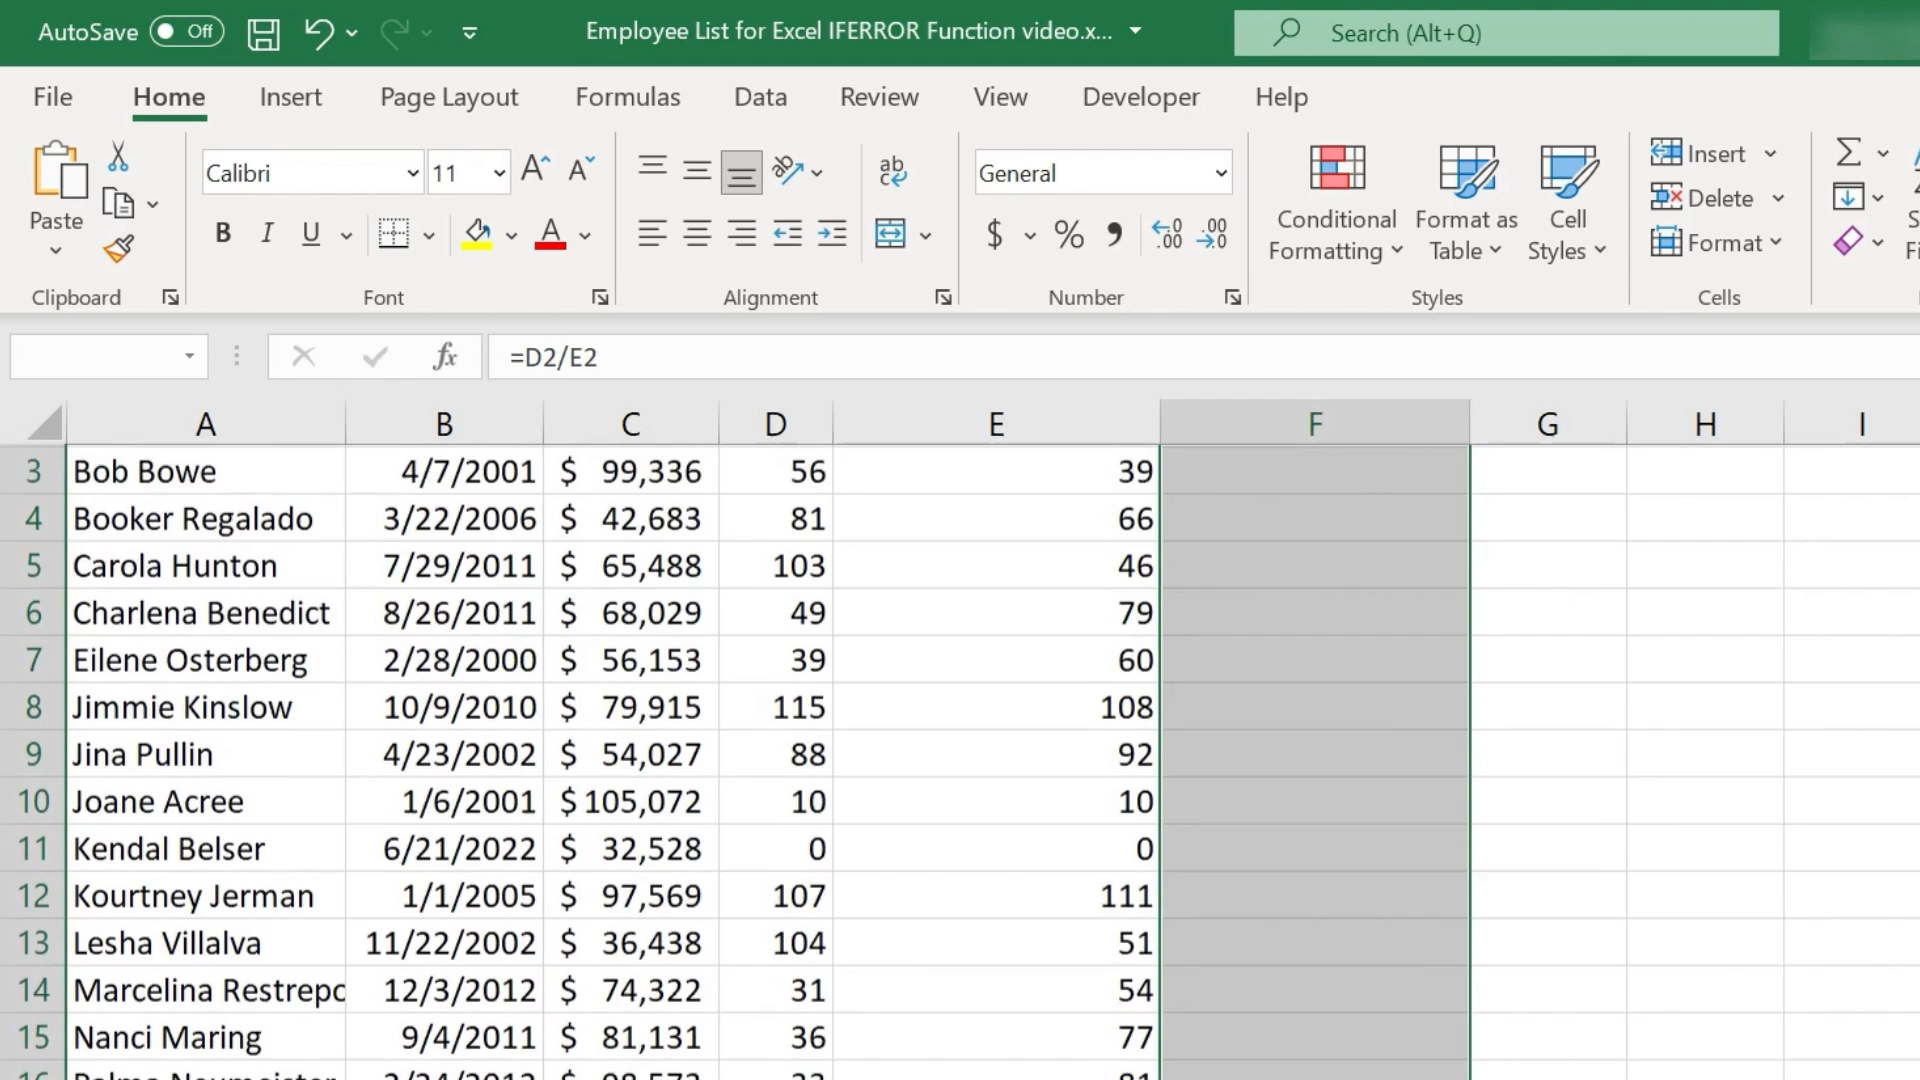 AutoSave Off Employee List for Excel IFERROR Function video.x... Search (Alt+Q)
File Home Insert Page Layout Formulas Data Review View Developer Help
Paste Calibri 11 General Conditional Formatting Format as Table Cell Styles Insert
Delete
Format
Clipboard Font Alignment Number Styles Cells
fx =D2/E2
A B C D E F G H I
3 Bob Bowe 4/7/2001 $ 99,336 56 39
4 Booker Regalado 3/22/2006 $ 42,683 81 66
5 Carola Hunton 7/29/2011 $ 65,488 103 46
6 Charlena Benedict 8/26/2011 $ 68,029 49 79
7 Eilene Osterberg 2/28/2000 $ 56,153 39 60
8 Jimmie Kinslow 10/9/2010 $ 79,915 115 108
9 Jina Pullin 4/23/2002 $ 54,027 88 92
10 Joane Acree 1/6/2001 $ 105,072 10 10
11 Kendal Belser 6/21/2022 $ 32,528 0 0
12 Kourtney Jerman 1/1/2005 $ 97,569 107 111
13 Lesha Villalva 11/22/2002 $ 36,438 104 51
14 Marcelina Restrepo 12/3/2012 $ 74,322 31 54
15 Nanci Maring 9/4/2011 $ 81,131 36 77